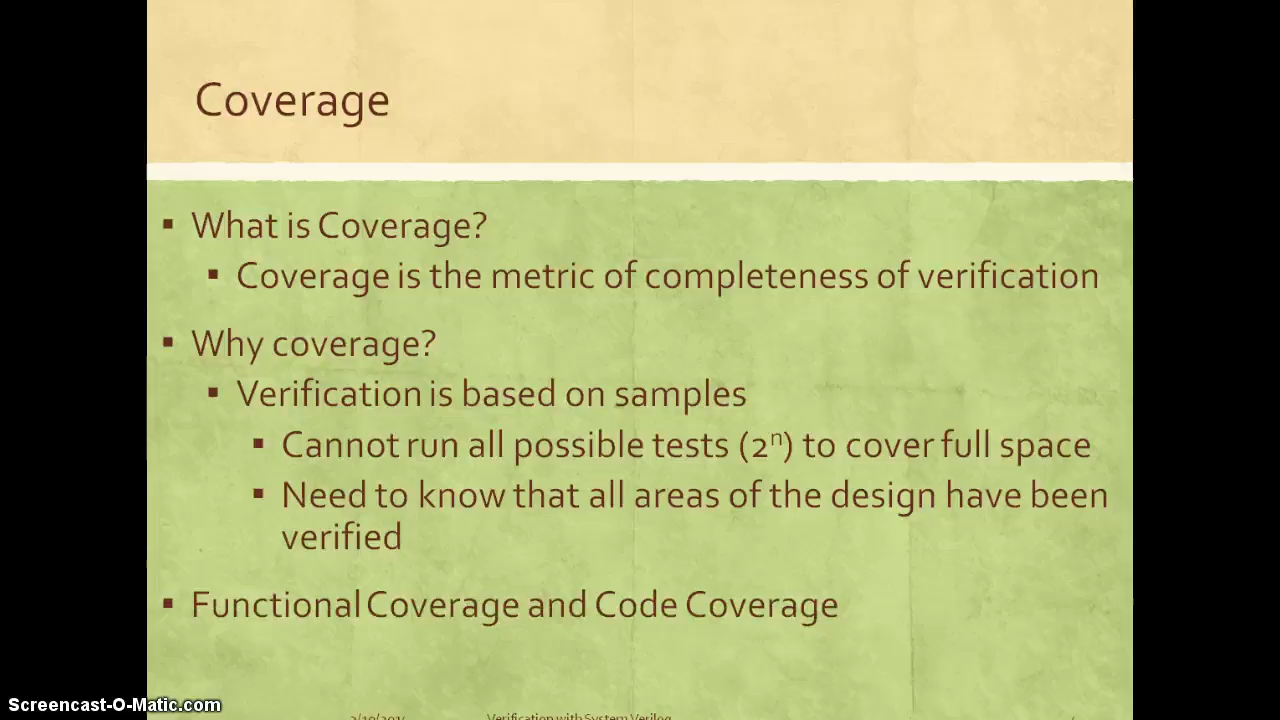 Coverage
▪ What is Coverage?
▪ Coverage is the metric of completeness of verification
▪ Why coverage?
▪ Verification is based on samples
▪ Cannot run all possible tests (2ⁿ) to cover full space
▪ Need to know that all areas of the design have been
verified
▪ Functional Coverage and Code Coverage
Screencast-O-Matic.com
Verification with System Verilog